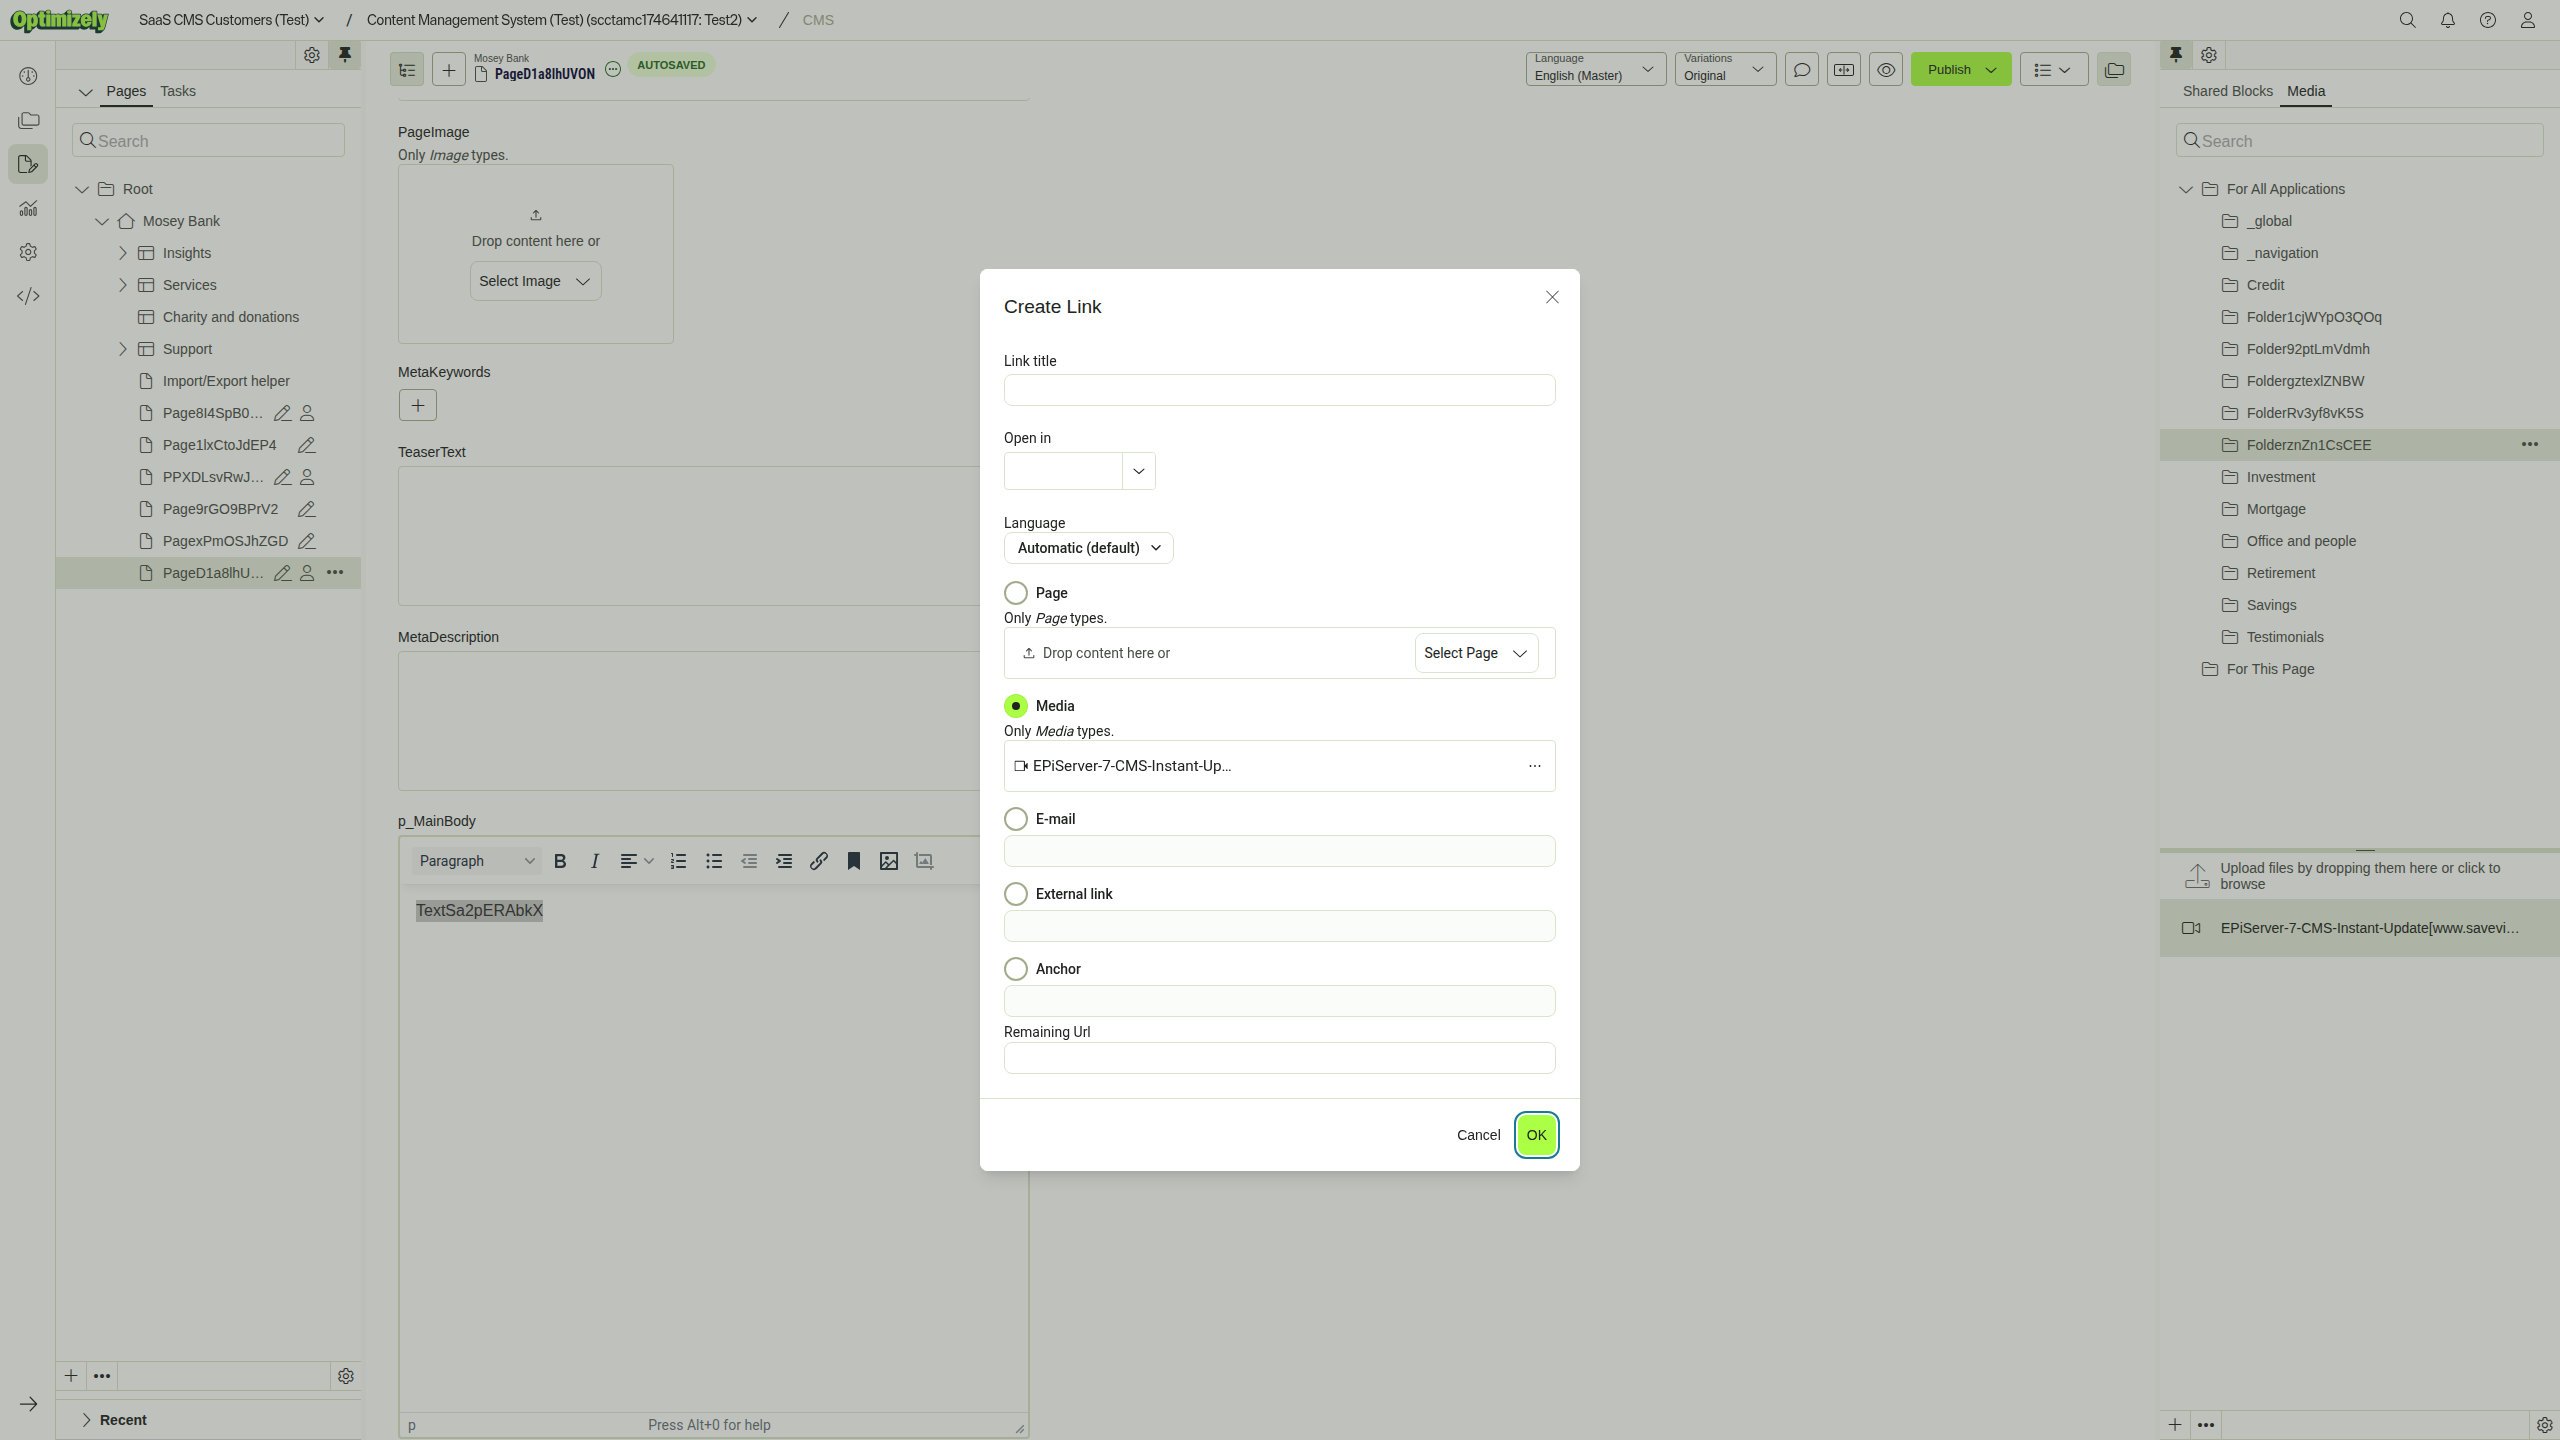 Optimizely
SaaS CMS Customers (Test) / Content Management System (Test) (scctamc174641117: Test2) / CMS
Pages Tasks
Search
Root
Mosey Bank
Insights
Services
Charity and donations
Support
Import/Export helper
Page8I4SpB0...
Page1lxCtoJdEP4
PPXDLsvRwJ...
Page9rGO9BPrV2
PagexPmOSJhZGD
PageD1a8lhU...
Recent
Mosey Bank
PageD1a8lhUVON
AUTOSAVED
Language
English (Master)
Variations
Original
Publish
PageImage
Only Image types.
Drop content here or
Select Image
MetaKeywords
TeaserText
MetaDescription
p_MainBody
Paragraph
TextSa2pERAbkX
p
Press Alt+0 for help
Create Link
Link title
Open in
Language
Automatic (default)
Page
Only Page types.
Drop content here or
Select Page
Media
Only Media types.
EPiServer-7-CMS-Instant-Up...
E-mail
External link
Anchor
Remaining Url
Cancel
OK
Shared Blocks Media
Search
For All Applications
_global
_navigation
Credit
Folder1cjWYpO3QOq
Folder92ptLmVdmh
FoldergztexlZNBW
FolderRv3yf8vK5S
FolderznZn1CsCEE
Investment
Mortgage
Office and people
Retirement
Savings
Testimonials
For This Page
Upload files by dropping them here or click to
browse
EPiServer-7-CMS-Instant-Update[www.savevi...